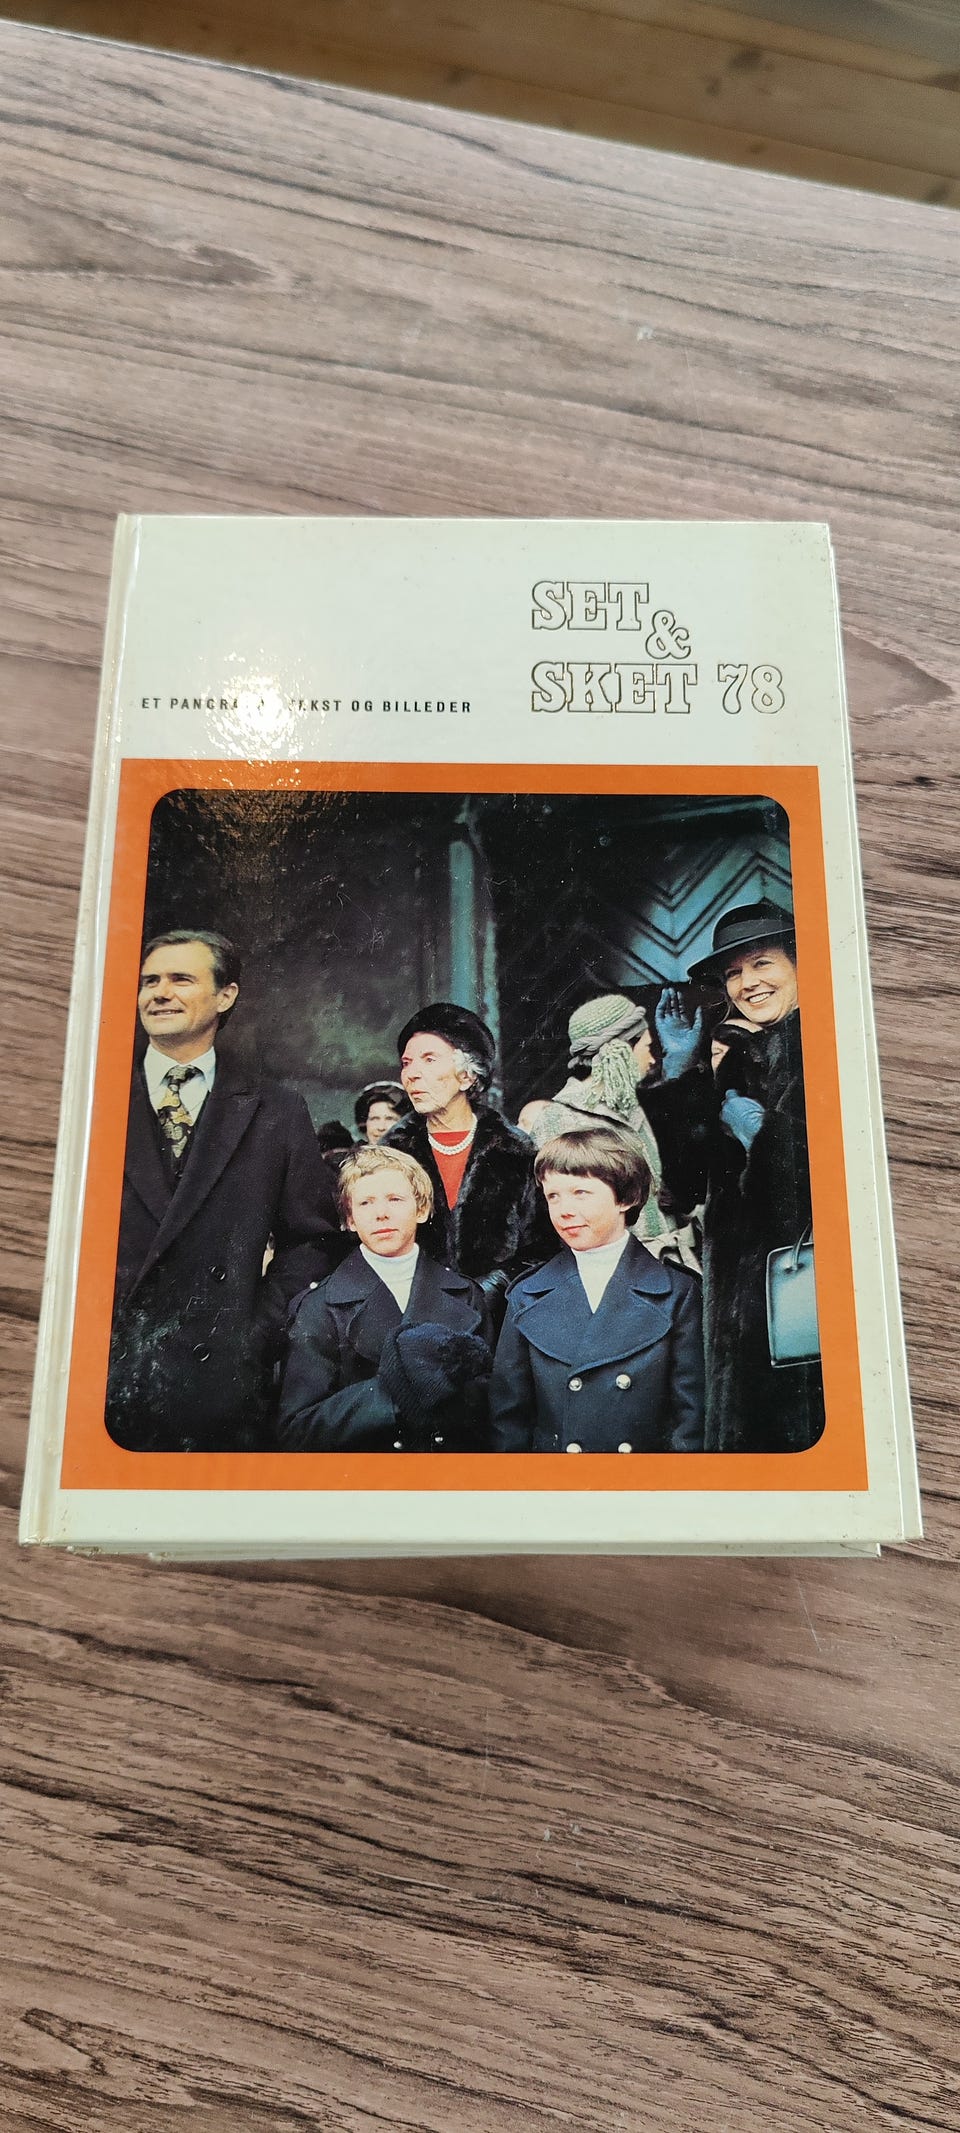 SET
&
SKET 78
ET OG BILLEDER